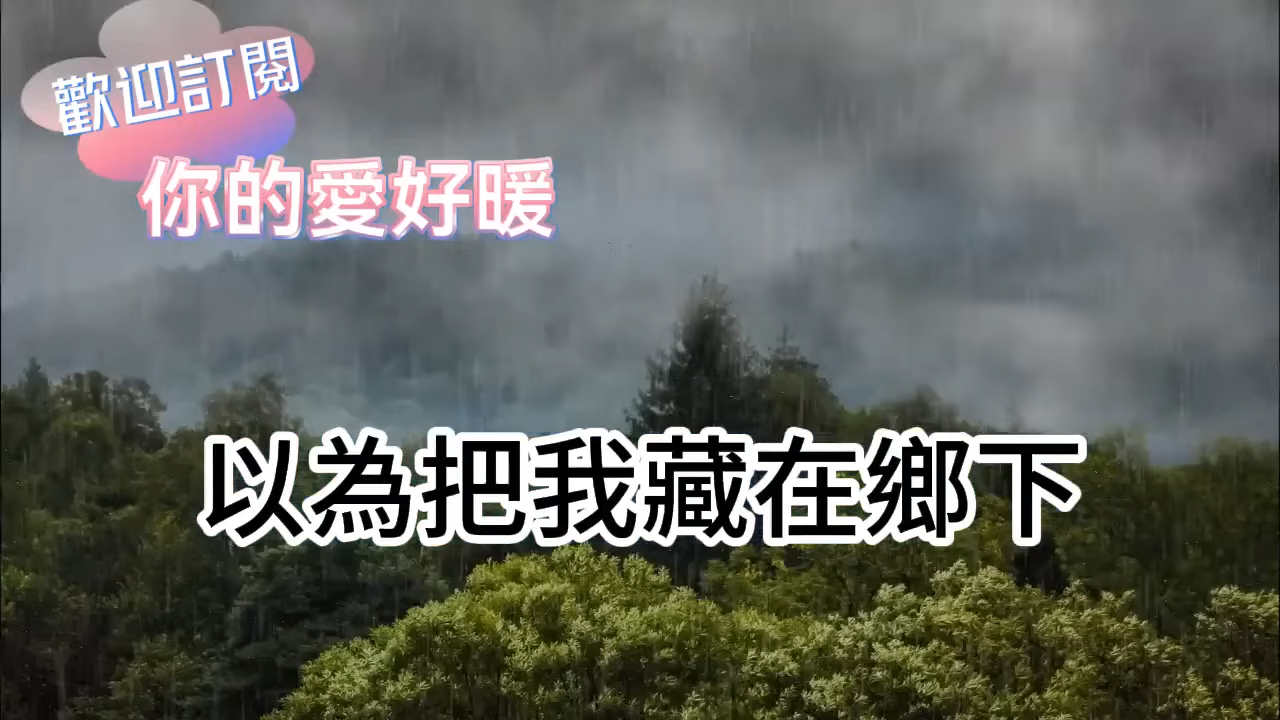 歡迎訂閱
你的愛好暖
以為把我藏在鄉下